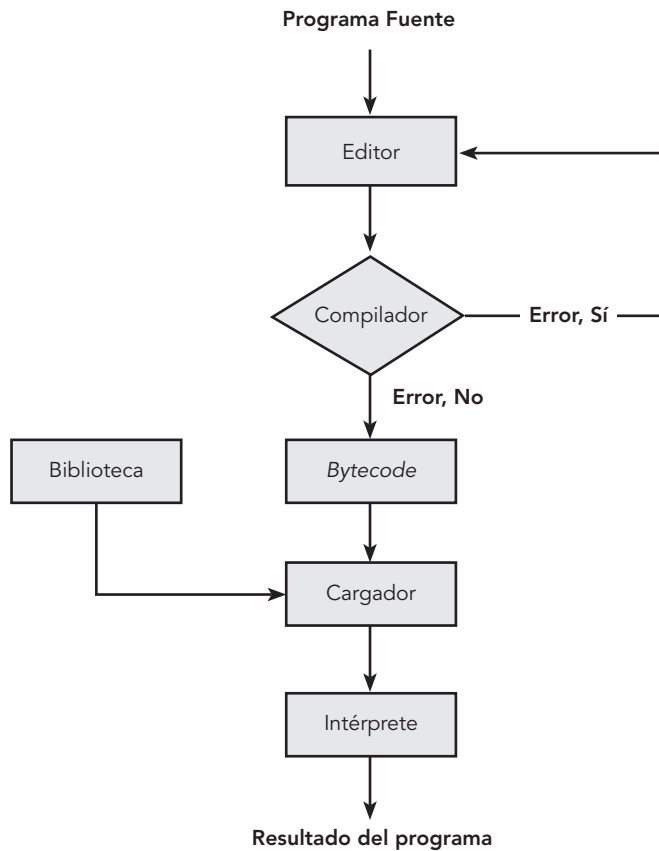 Programa Fuente
Editor
Compilador
Error, Sí
Error, No
Biblioteca
Bytecode
Cargador
Intérprete
Resultado del programa